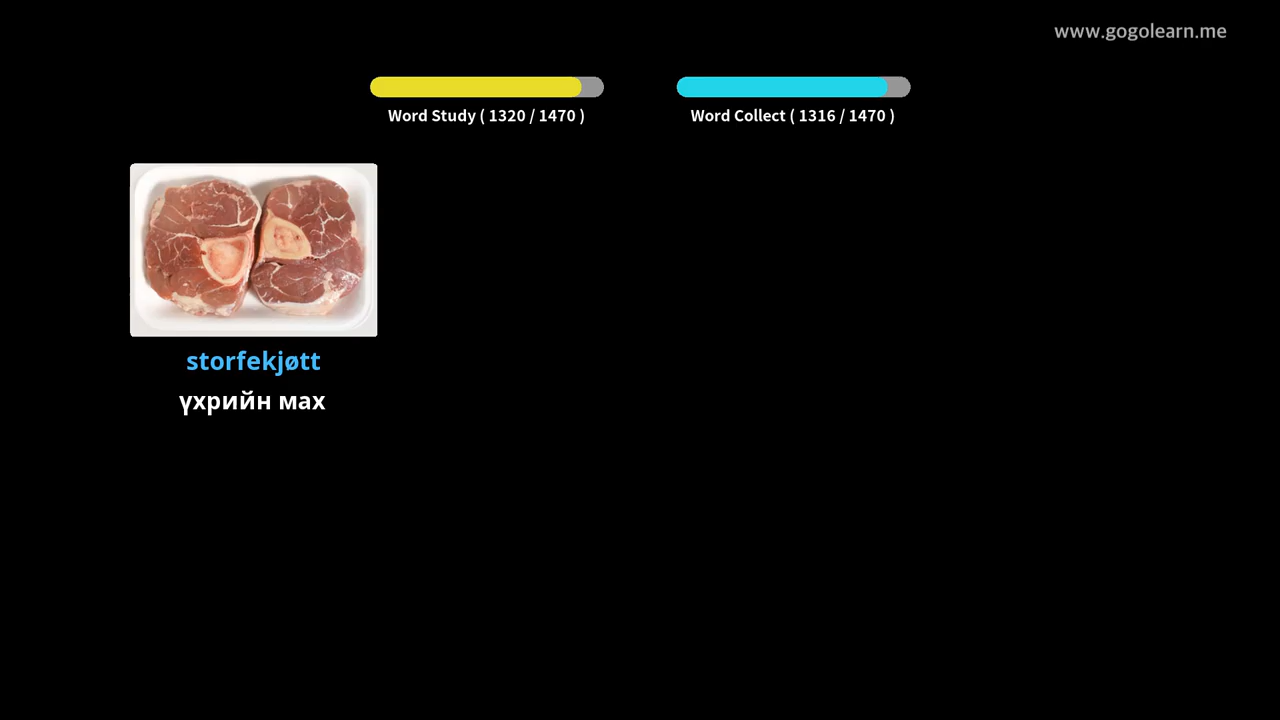 www.gogolearn.me
Word Study ( 1320 / 1470 )
Word Collect ( 1316 / 1470 )
storfekjøtt
үхрийн мах